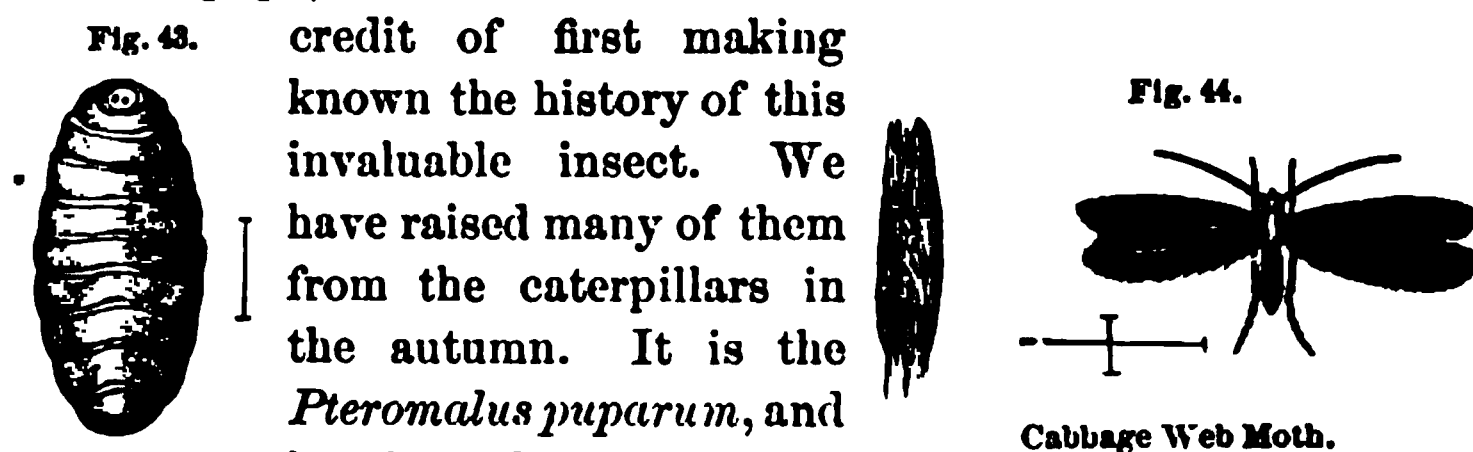 Fig. 43.
credit of first making
known the history of this
invaluable insect. We
have raised many of them
from the caterpillars in
the autumn. It is the
Pteromalus puparum, and
Fig. 44.
Cabbage Web Moth.